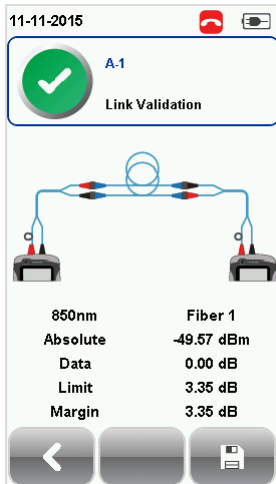 11-11-2015
A-1
Link Validation
850nm Fiber 1
Absolute -49.57 dBm
Data 0.00 dB
Limit 3.35 dB
Margin 3.35 dB